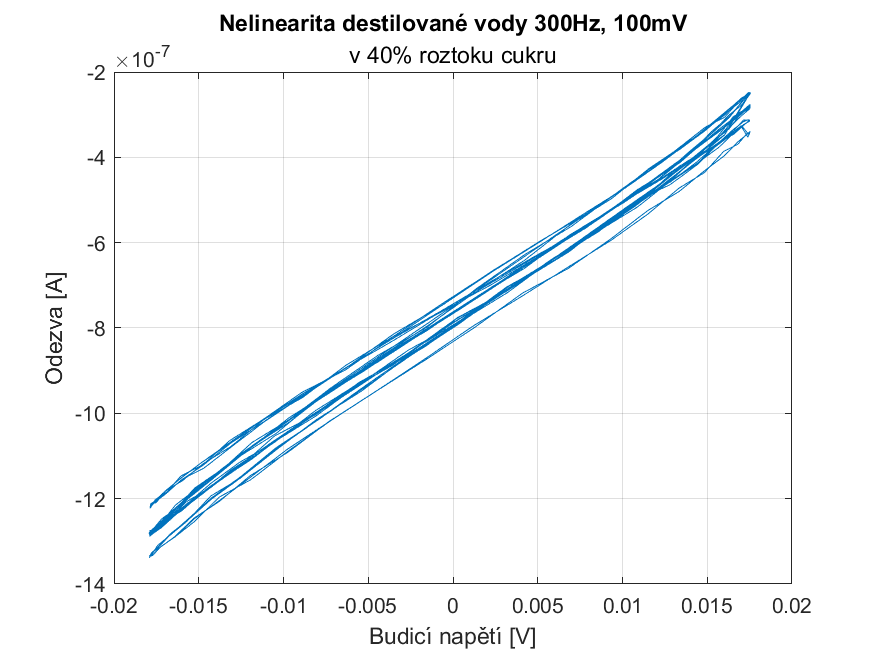 Nelinearita destilované vody 300Hz, 100mV
v 40% roztoku cukru
×10⁻⁷
-2
-4
-6
-8
-10
-12
-14
-0.02 -0.015 -0.01 -0.005 0 0.005 0.01 0.015 0.02
Budicí napětí [V]
Odezva [A]